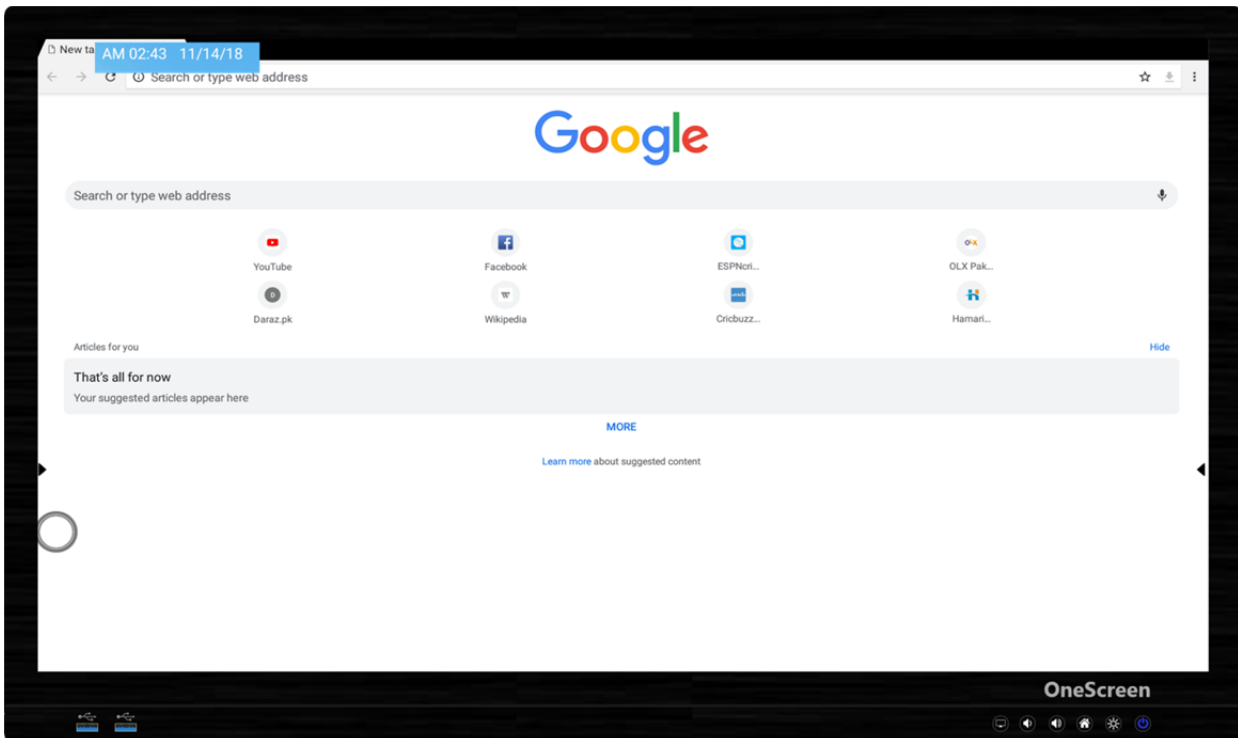 New ta
AM 02:43 11/14/18
Search or type web address
Google
Search or type web address
YouTube
Facebook
ESPNcri...
OLX Pak...
Daraz.pk
Wikipedia
Cricbuzz...
Hamari...
Articles for you
Hide
That's all for now
Your suggested articles appear here
MORE
Learn more about suggested content
OneScreen